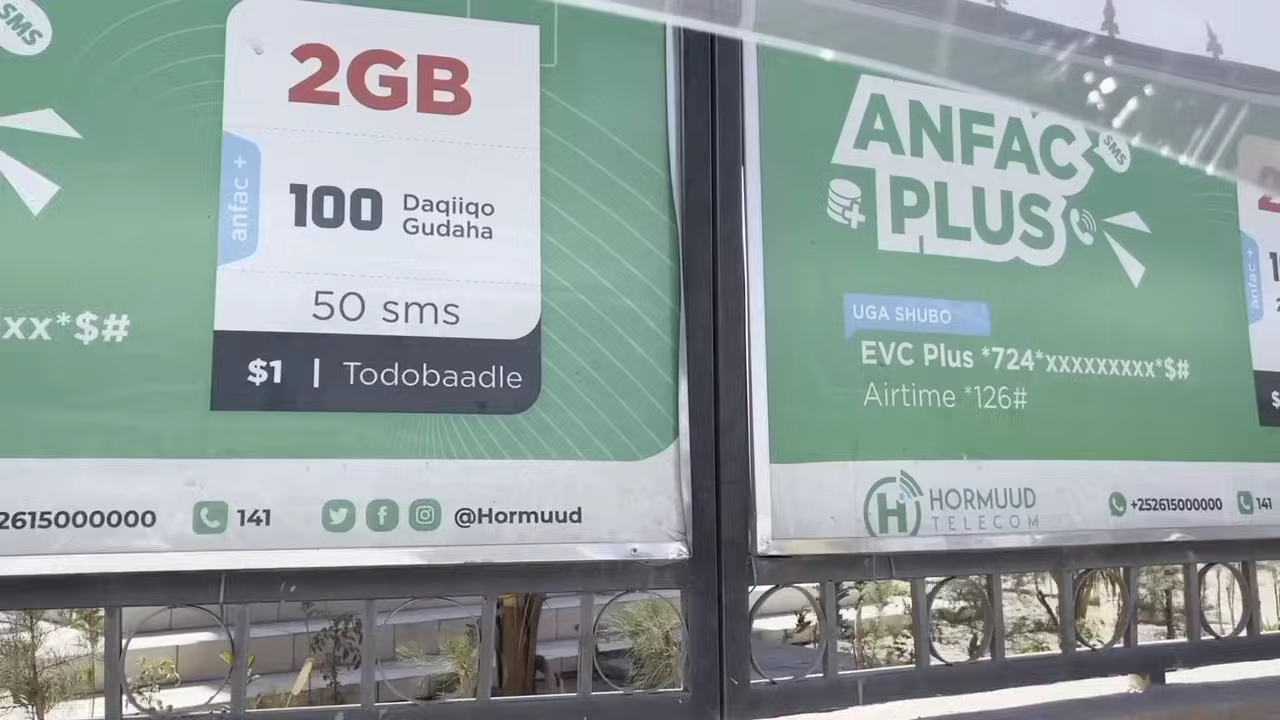 SMS
2GB
anfac +
100 Daqiiqo
Gudaha
50 sms
xx*$#
$1 | Todobaadle
2615000000
141
@Hormuud
ANFAC
PLUS
SMS
UGA SHUBO
EVC Plus *724*xxxxxxxxx*$#
Airtime *126#
anfac +
$
HORMUUD
TELECOM
+252615000000
141